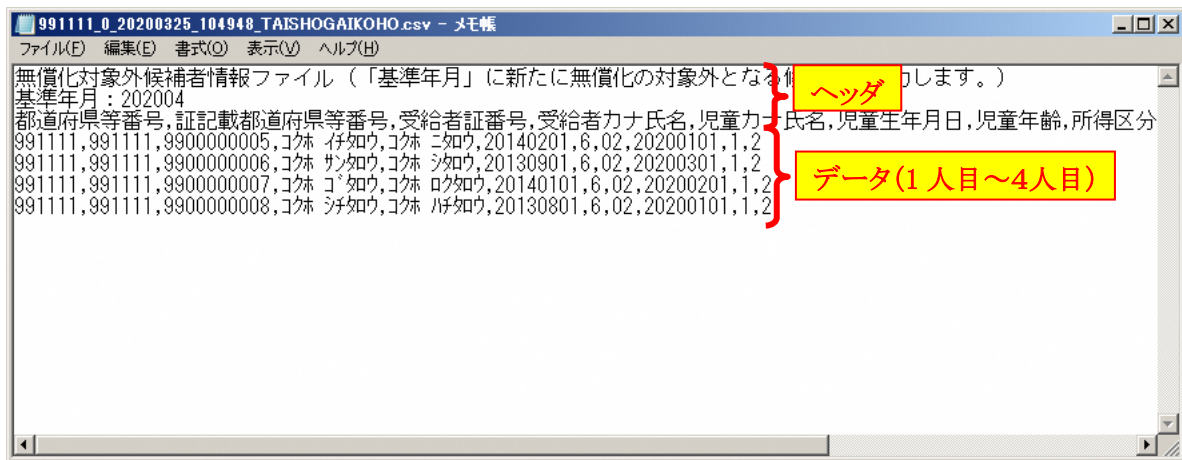 991111_0_20200325_104948_TAISHOGAIKOHO.csv - メモ帳
ファイル(F) 編集(E) 書式(O) 表示(V) ヘルプ(H)
無償化対象外候補者情報ファイル（「基準年月」に新たに無償化の対象外となる 力します。）
ヘッダ
基準年月：202004
都道府県等番号,証記載都道府県等番号,受給者証番号,受給者カナ氏名,児童カナ氏名,児童生年月日,児童年齢,所得区分
991111,991111,9900000005,ｺｸﾎ ｲﾁﾀﾛｳ,ｺｸﾎ ﾆﾀﾛｳ,20140201,6,02,20200101,1,2
991111,991111,9900000006,ｺｸﾎ ｻﾝﾀﾛｳ,ｺｸﾎ ｼﾀﾛｳ,20130901,6,02,20200301,1,2
991111,991111,9900000007,ｺｸﾎ ｺﾞﾀﾛｳ,ｺｸﾎ ﾛｸﾀﾛｳ,20140101,6,02,20200201,1,2
991111,991111,9900000008,ｺｸﾎ ｼﾁﾀﾛｳ,ｺｸﾎ ﾊﾁﾀﾛｳ,20130801,6,02,20200101,1,2
データ(1人目～4人目)